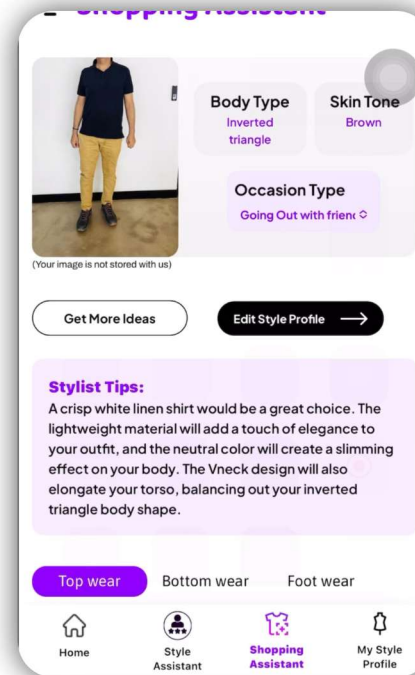 Shopping Assistant
Body Type
Inverted
triangle
Skin Tone
Brown
Occasion Type
Going Out with frienc
(Your image is not stored with us)
Get More Ideas
Edit Style Profile
Stylist Tips:
A crisp white linen shirt would be a great choice. The
lightweight material will add a touch of elegance to
your outfit, and the neutral color will create a slimming
effect on your body. The Vneck design will also
elongate your torso, balancing out your inverted
triangle body shape.
Top wear
Bottom wear
Foot wear
Home
Style
Assistant
Shopping
Assistant
My Style
Profile